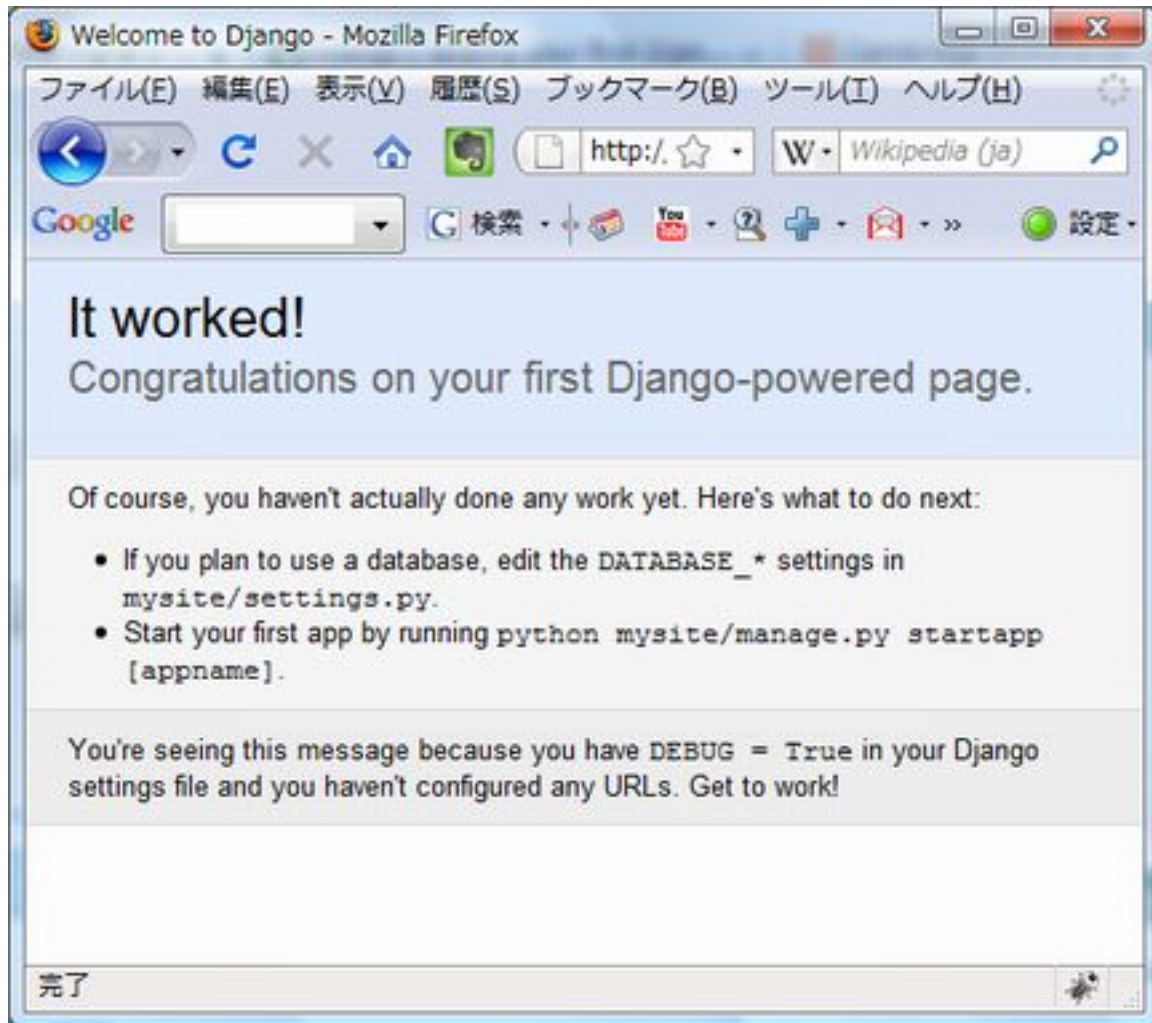 Welcome to Django - Mozilla Firefox
ファイル(F) 編集(E) 表示(V) 履歴(S) ブックマーク(B) ツール(T) ヘルプ(H)
http:/. W Wikipedia (ja)
Google G 検索 You Tube » 設定
It worked!
Congratulations on your first Django-powered page.
Of course, you haven't actually done any work yet. Here's what to do next:
• If you plan to use a database, edit the DATABASE_* settings in
mysite/settings.py.
• Start your first app by running python mysite/manage.py startapp
[appname].
You're seeing this message because you have DEBUG = True in your Django
settings file and you haven't configured any URLs. Get to work!
完了